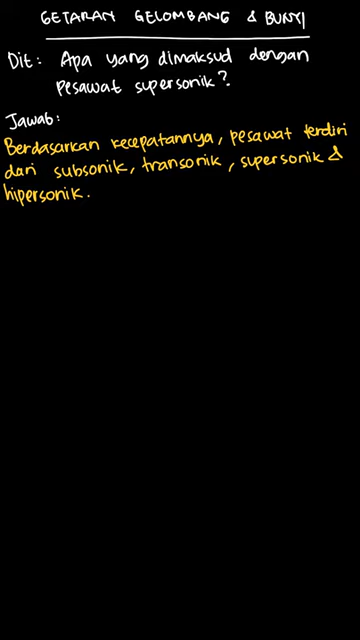 GETARAN GELOMBANG & BUNYI
Dit: Apa yang dimaksud dengan
pesawat supersonik?
Jawab:
Berdasarkan kecepatannya, pesawat terdiri
dari subsonik, transonik, supersonik &
hipersonik.